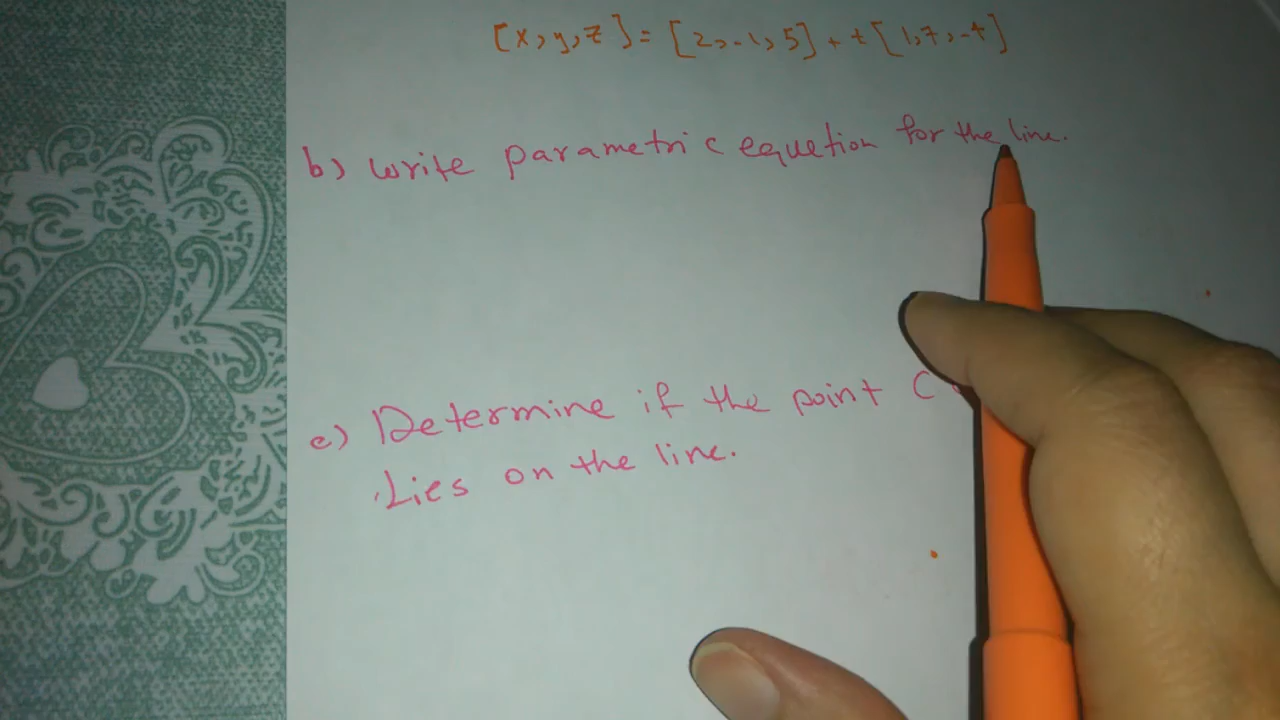 [x,y,z]=[2,-1,5]+t[1,7,-4]
b) Write parametric equetion for the line.
c) Determine if the point C
Lies on the line.